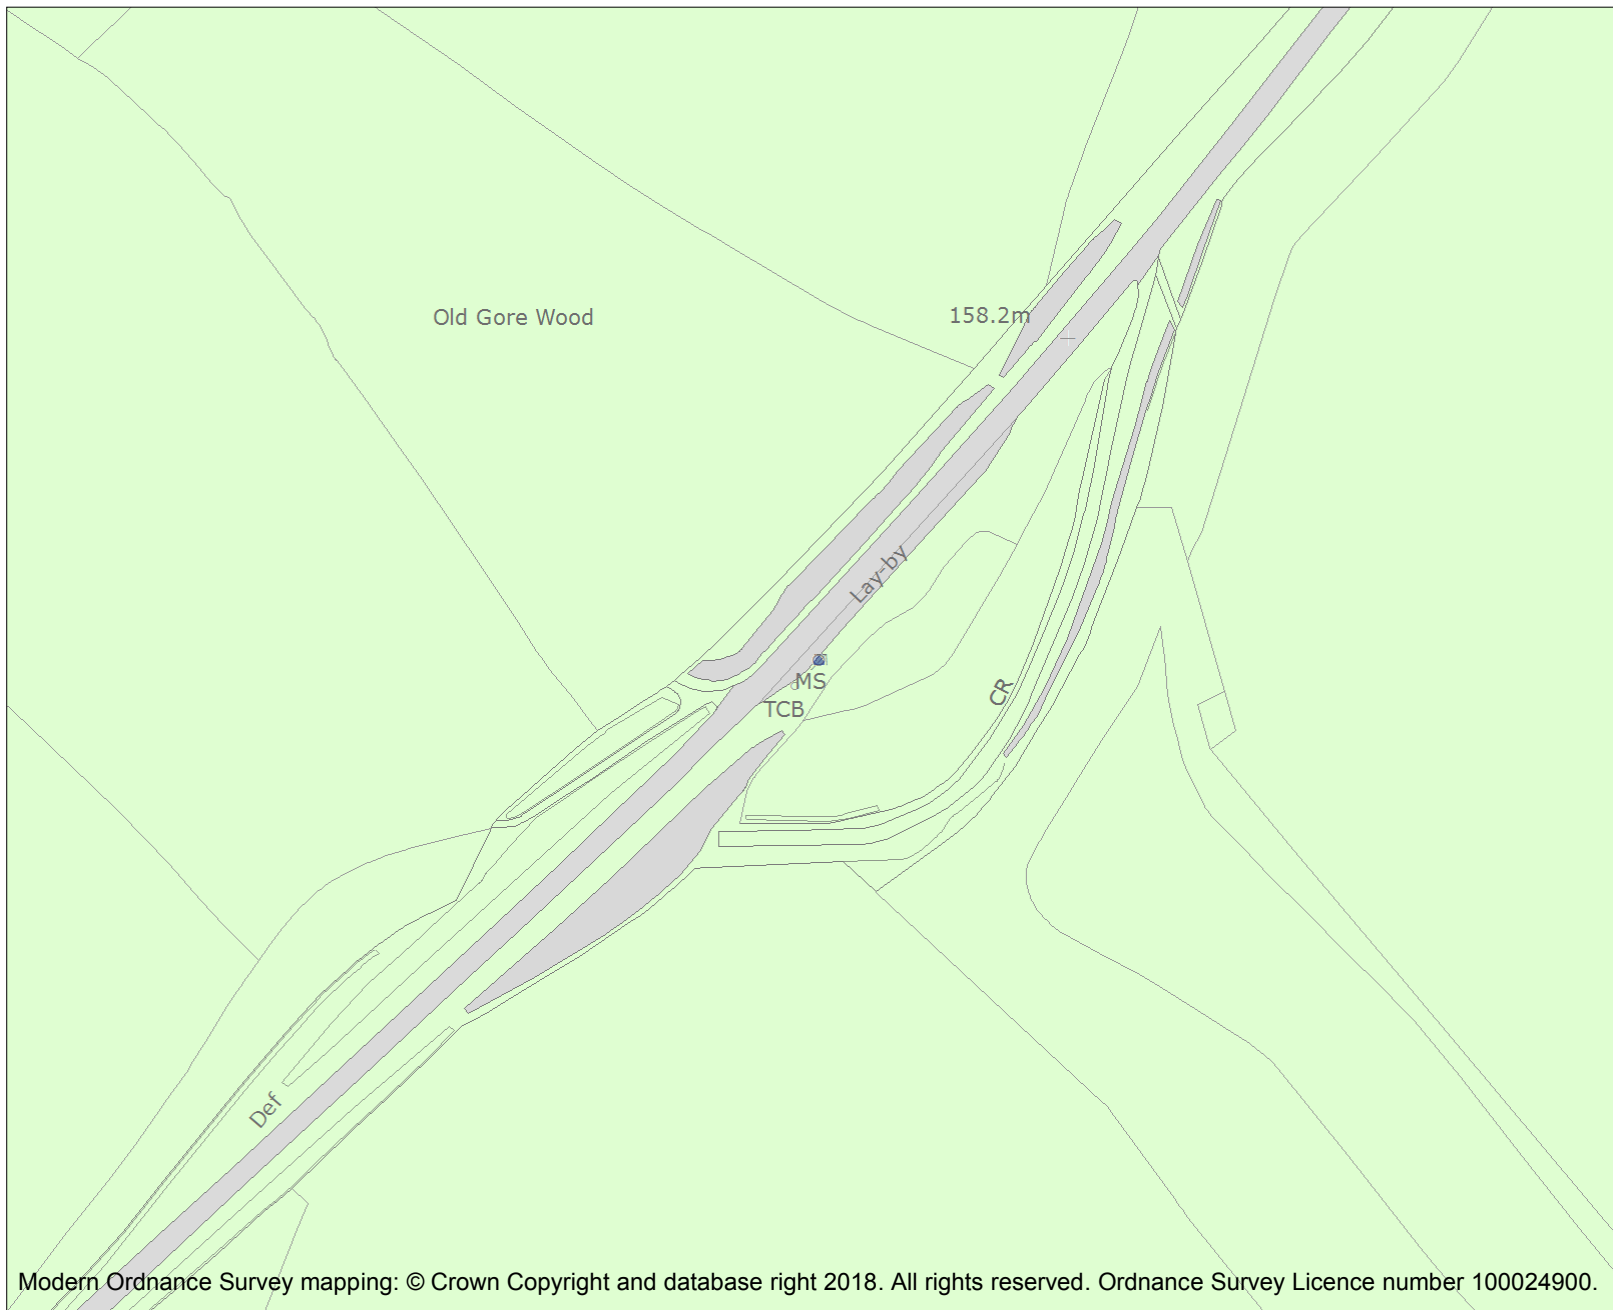 Old Gore Wood
158.2m
Lay-by
MS
CR
TCB
Def
Modern Ordnance Survey mapping: © Crown Copyright and database right 2018. All rights reserved. Ordnance Survey Licence number 100024900.